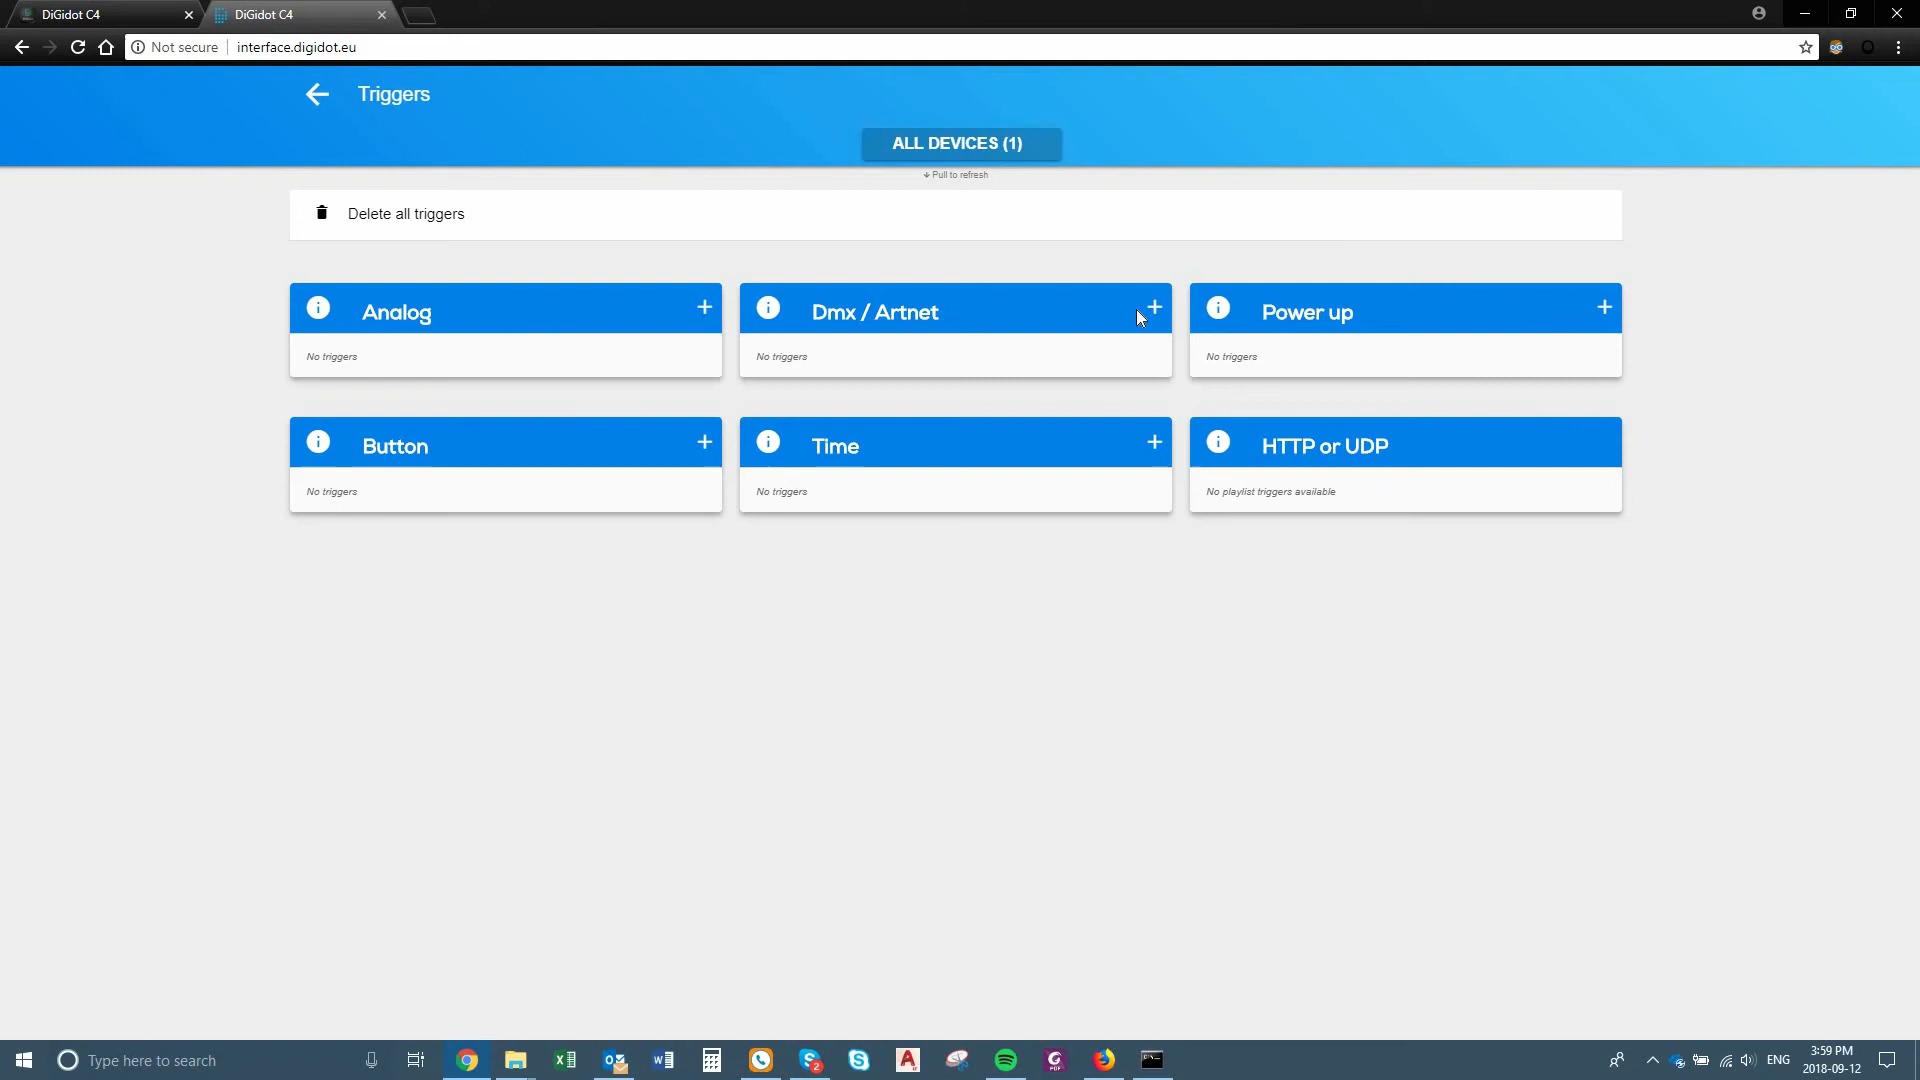 DiGidot C4
DiGidot C4
Not secure
interface.digidot.eu
Triggers
ALL DEVICES (1)
Pull to refresh
Delete all triggers
Analog
No triggers
Dmx / Artnet
No triggers
Power up
No triggers
Button
No triggers
Time
No triggers
HTTP or UDP
No playlist triggers available
Type here to search
2
ENG
3:59 PM
2018-09-12